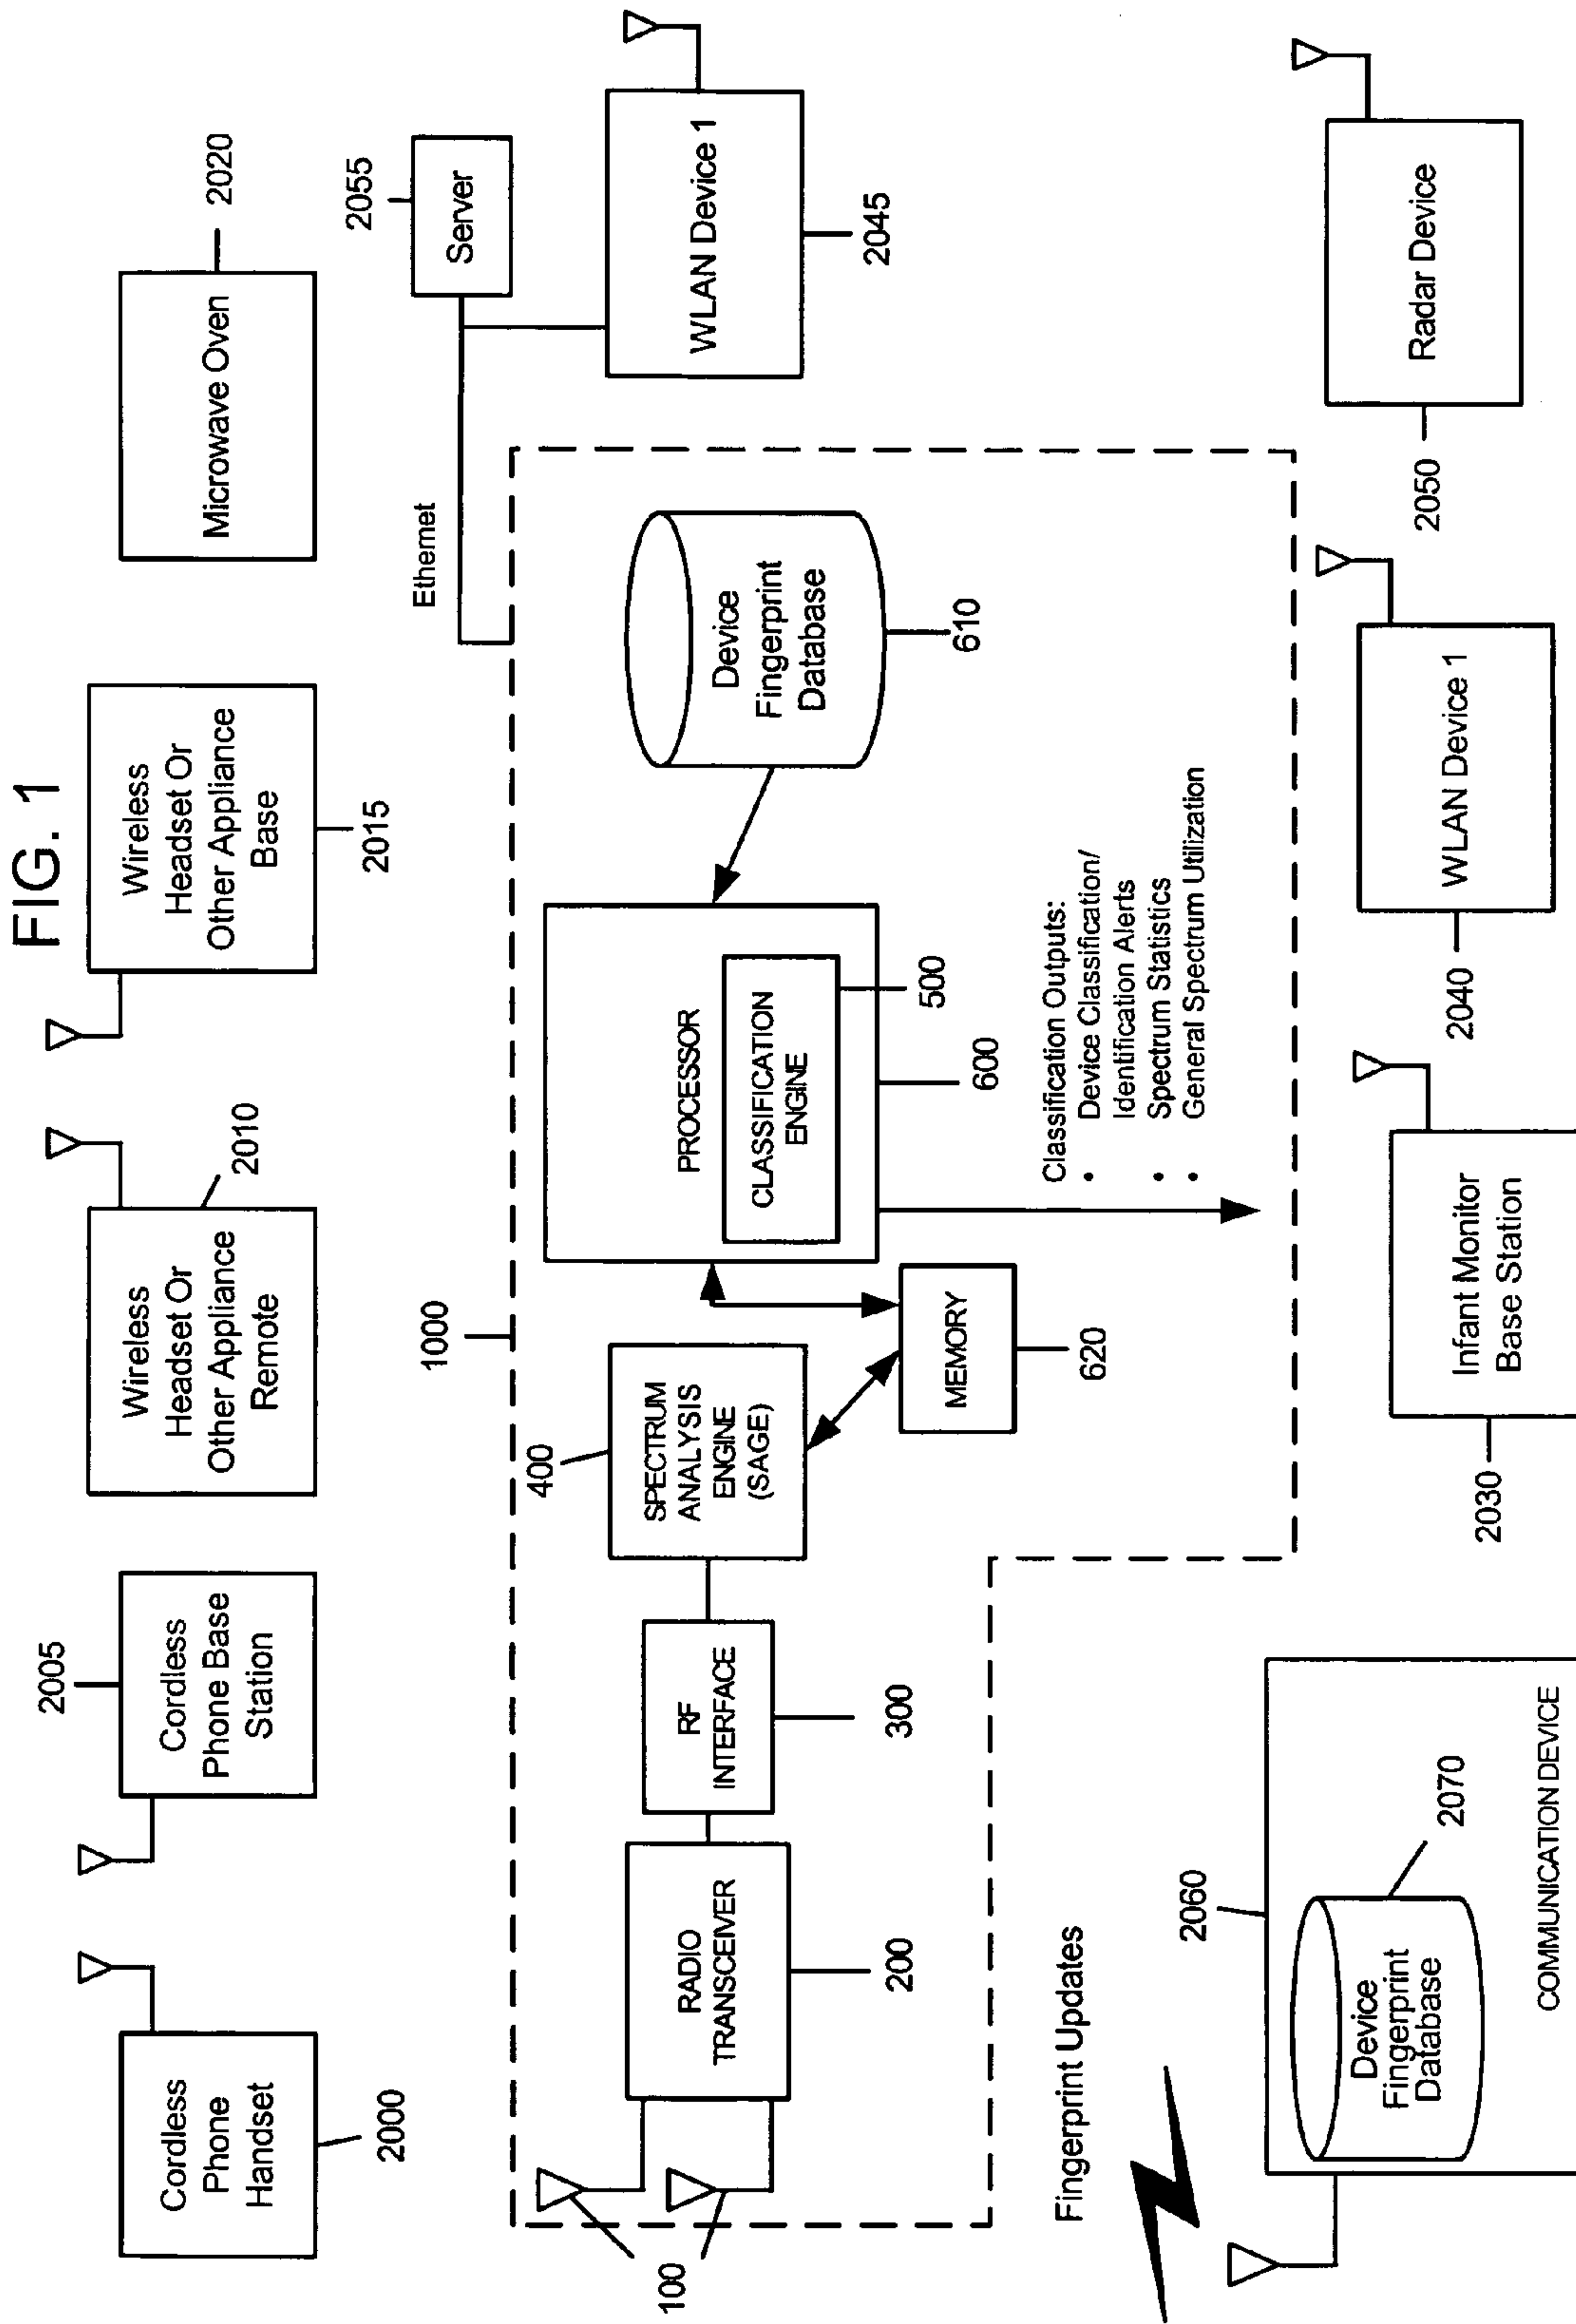 FIG. 1
Cordless
Phone
Handset
2000
Cordless
Phone Base
Station
2005
Wireless
Headset Or
Other Appliance
Remote
2010
Wireless
Headset Or
Other Appliance
Base
2015
Microwave Oven
2020
1000
Ethernet
Server
2055
WLAN Device 1
2045
100
RADIO
TRANSCEIVER
200
RF
INTERFACE
300
400
SPECTRUM
ANALYSIS
ENGINE
(SAGE)
MEMORY
620
PROCESSOR
CLASSIFICATION
ENGINE
500
600
Device
Fingerprint
Database
610
Classification Outputs:
• Device Classification/
Identification Alerts
• Spectrum Statistics
• General Spectrum Utilization
Fingerprint Updates
2060
Device
Fingerprint
Database
2070
COMMUNICATION DEVICE
Infant Monitor
Base Station
2030
WLAN Device 1
2040
Radar Device
2050